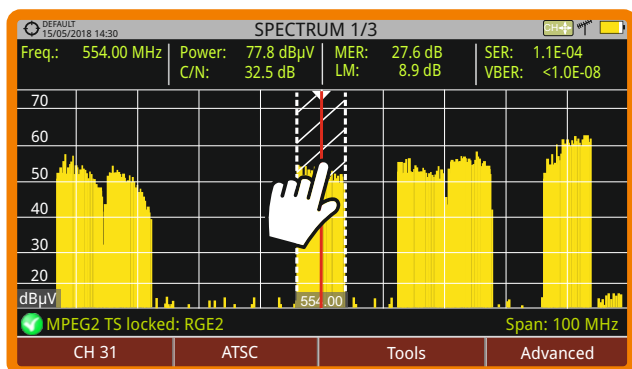 DEFAULT
15/05/2018 14:30
SPECTRUM 1/3
CH
Freq.: 554.00 MHz Power: 77.8 dBµV MER: 27.6 dB SER: 1.1E-04
C/N: 32.5 dB LM: 8.9 dB VBER: <1.0E-08
70
60
50
40
30
20
dBµV
554.00
MPEG2 TS locked: RGE2 Span: 100 MHz
CH 31 ATSC Tools Advanced